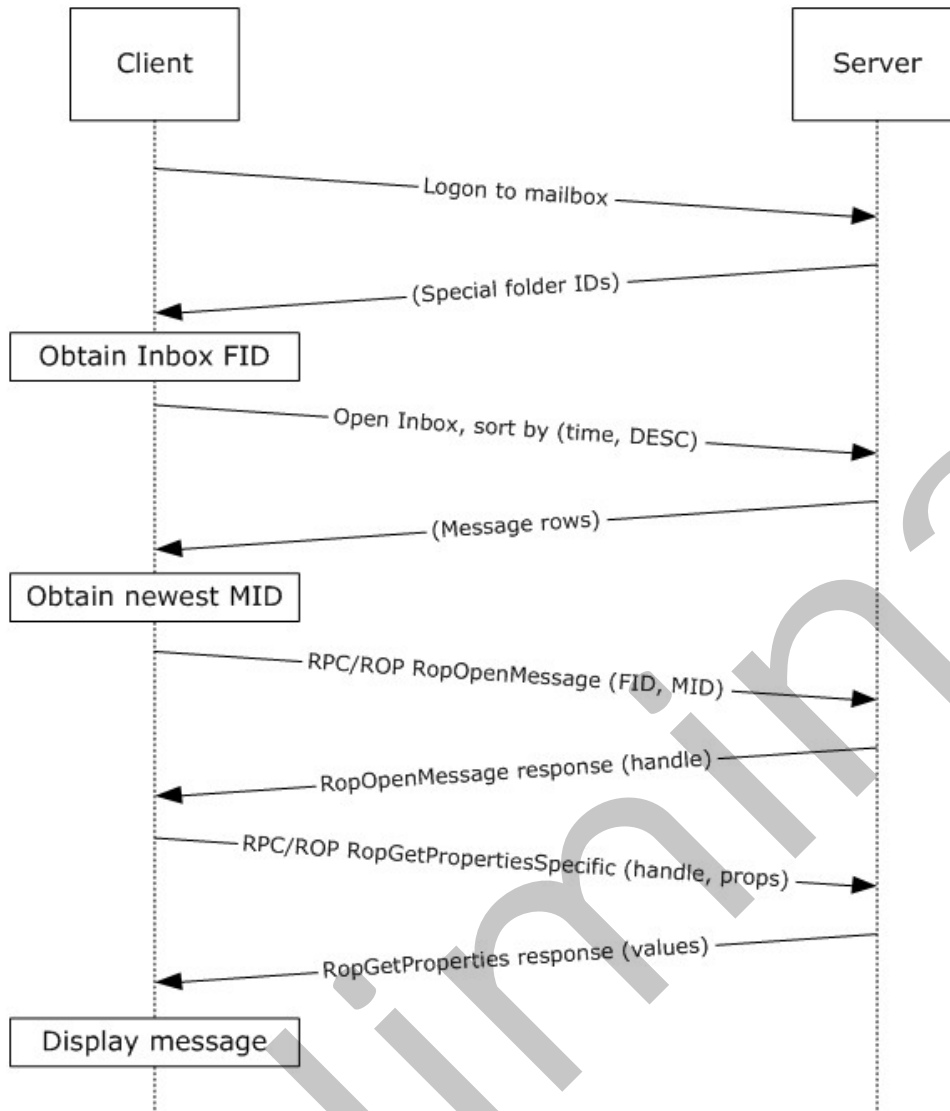 Client
Server
Logon to mailbox
(Special folder IDs)
Obtain Inbox FID
Open Inbox, sort by (time, DESC)
(Message rows)
Obtain newest MID
RPC/ROP RopOpenMessage (FID, MID)
RopOpenMessage response (handle)
RPC/ROP RopGetPropertiesSpecific (handle, props)
RopGetProperties response (values)
Display message
limina